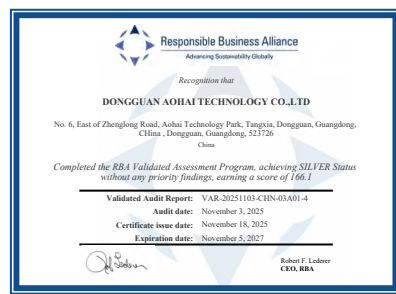 Responsible Business Alliance
Advancing Sustainability Globally
Recognition that
DONGGUAN AOHAI TECHNOLOGY CO.,LTD
No. 6, East of Zhenglong Road, Aohai Technology Park, Tangxia, Dongguan, Guangdong,
CHina , Dongguan, Guangdong, 523726
China
Completed the RBA Validated Assessment Program, achieving SILVER Status
without any priority findings, earning a score of 166.1
Validated Audit Report: VAR-20251103-CHN-03A01-4
Audit date: November 3, 2025
Certificate issue date: November 18, 2025
Expiration date: November 5, 2027
Robert F. Lederer
CEO, RBA